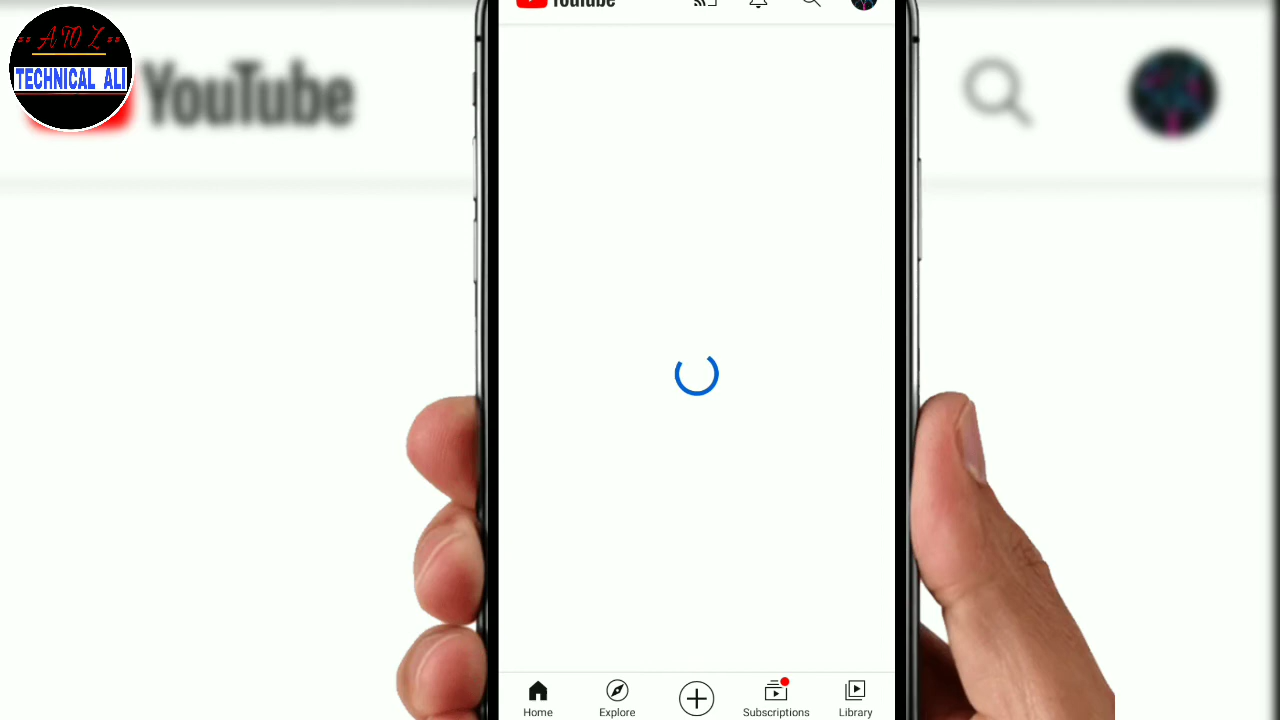 :: A TO Z ::
TECHNICAL ALI
YouTube
YouTube
Home
Explore
Subscriptions
Library